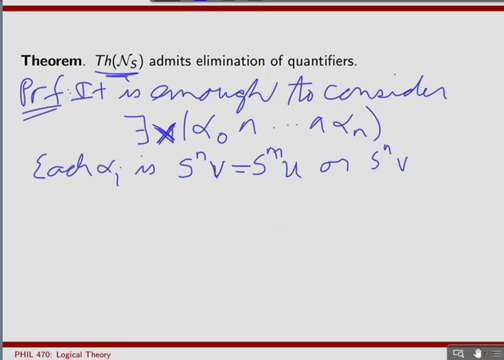 Theorem. Th(𝒩_S) admits elimination of quantifiers.
Prf: It is enough to consider
∃x(α₀ ∧ ... ∧ αₙ)
Each αᵢ is Sⁿv = Sᵐu or Sⁿv
PHIL 470: Logical Theory